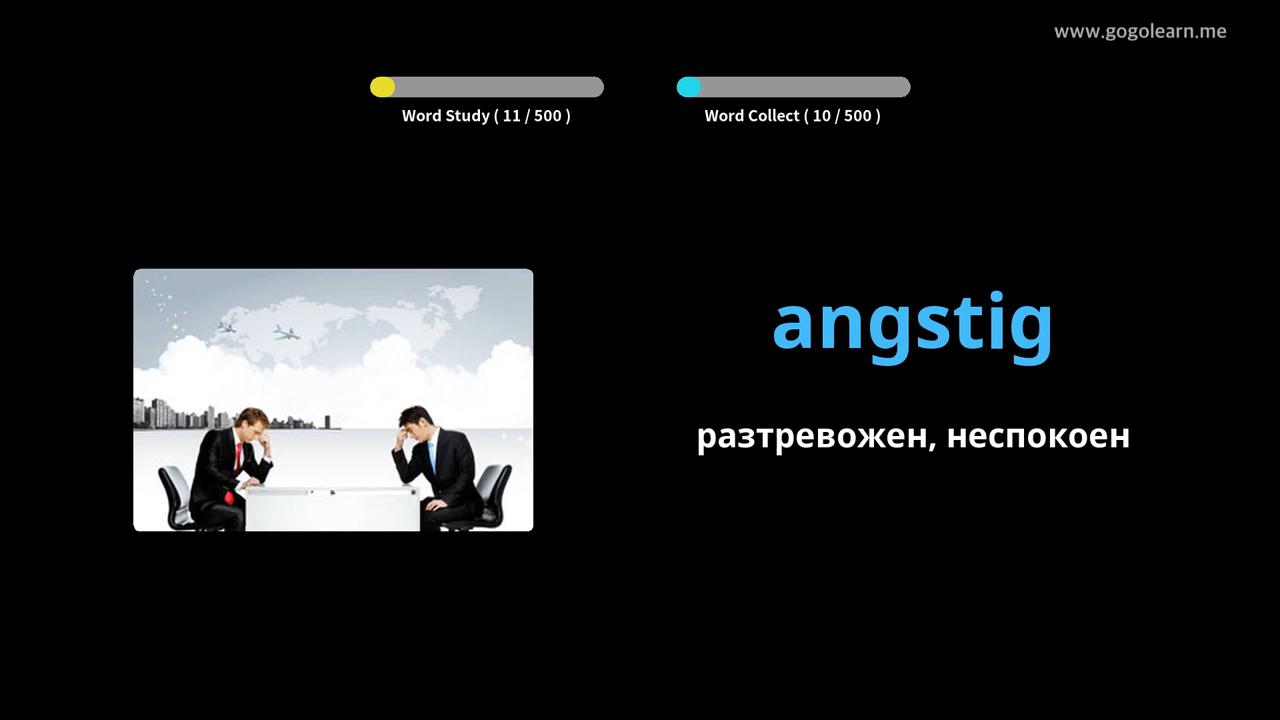 www.gogolearn.me
Word Study ( 11 / 500 )
Word Collect ( 10 / 500 )
angstig
разтревожен, неспокоен